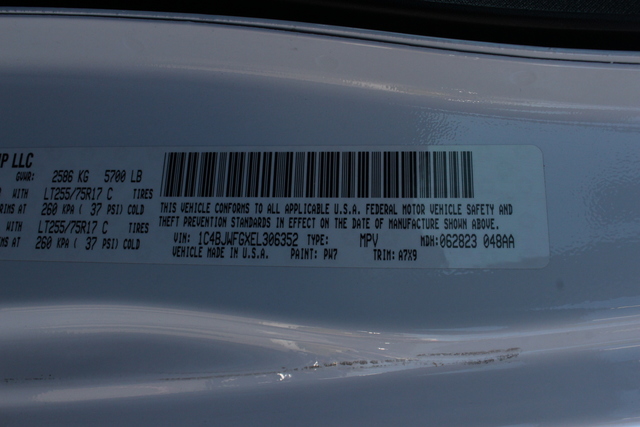 P LLC
GVWR: 2586 KG 5700 LB
WITH LT255/75R17 C TIRES
RIMS AT 260 KPA ( 37 PSI) COLD
WITH LT255/75R17 C TIRES
RIMS AT 260 KPA ( 37 PSI) COLD
THIS VEHICLE CONFORMS TO ALL APPLICABLE U.S.A. FEDERAL MOTOR VEHICLE SAFETY AND
THEFT PREVENTION STANDARDS IN EFFECT ON THE DATE OF MANUFACTURE SHOWN ABOVE.
VIN: 1C4BJWFGXEL306352 TYPE: MPV MDH: 062823 048AA
VEHICLE MADE IN U.S.A. PAINT: PW7 TRIM: A7X9